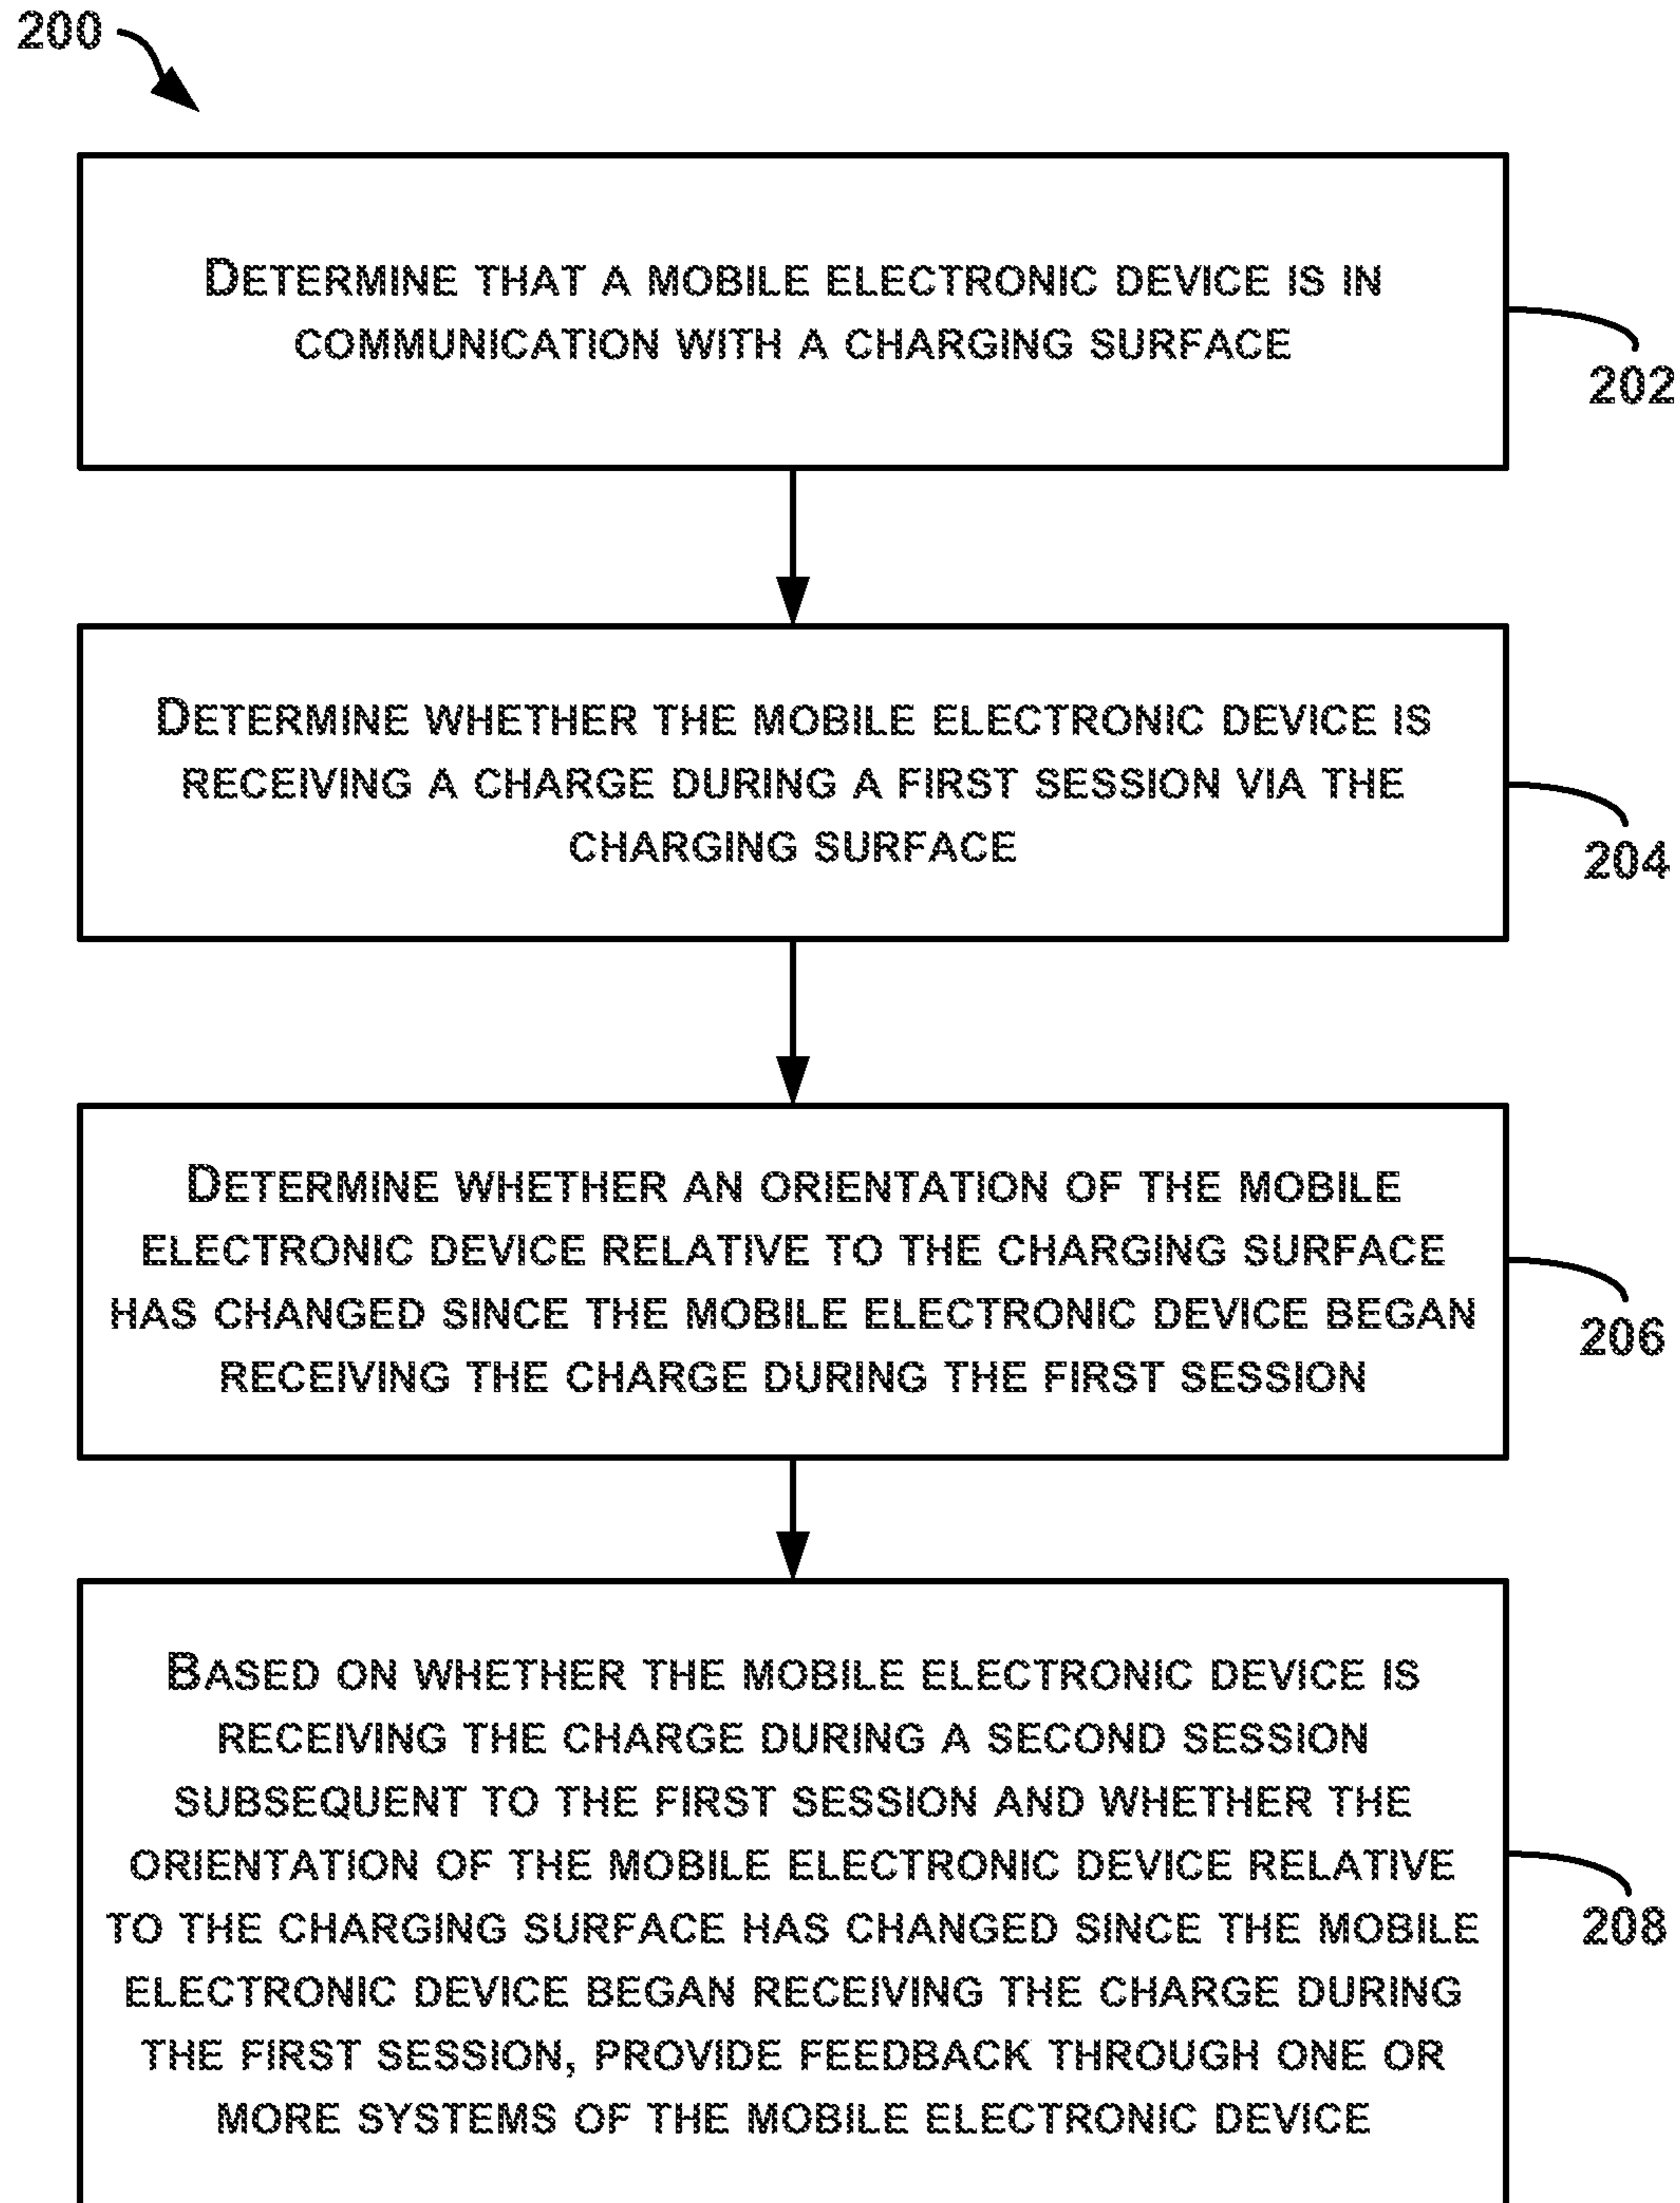 200
DETERMINE THAT A MOBILE ELECTRONIC DEVICE IS IN
COMMUNICATION WITH A CHARGING SURFACE
202
DETERMINE WHETHER THE MOBILE ELECTRONIC DEVICE IS
RECEIVING A CHARGE DURING A FIRST SESSION VIA THE
CHARGING SURFACE
204
DETERMINE WHETHER AN ORIENTATION OF THE MOBILE
ELECTRONIC DEVICE RELATIVE TO THE CHARGING SURFACE
HAS CHANGED SINCE THE MOBILE ELECTRONIC DEVICE BEGAN
RECEIVING THE CHARGE DURING THE FIRST SESSION
206
BASED ON WHETHER THE MOBILE ELECTRONIC DEVICE IS
RECEIVING THE CHARGE DURING A SECOND SESSION
SUBSEQUENT TO THE FIRST SESSION AND WHETHER THE
ORIENTATION OF THE MOBILE ELECTRONIC DEVICE RELATIVE
TO THE CHARGING SURFACE HAS CHANGED SINCE THE MOBILE
ELECTRONIC DEVICE BEGAN RECEIVING THE CHARGE DURING
THE FIRST SESSION, PROVIDE FEEDBACK THROUGH ONE OR
MORE SYSTEMS OF THE MOBILE ELECTRONIC DEVICE
208